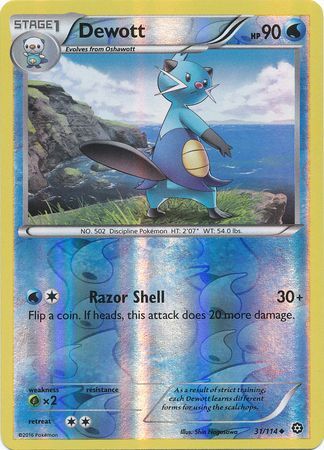 STAGE1
Dewott
HP 90
Evolves from Oshawott
NO. 502 Discipline Pokémon HT: 2'07" WT: 54.0 lbs.
Razor Shell 30+
Flip a coin. If heads, this attack does 20 more damage.
weakness resistance
×2
retreat
As a result of strict training,
each Dewott learns different
forms for using the scalchops.
©2016 Pokémon
Illus. Shin Nagasawa
31/114